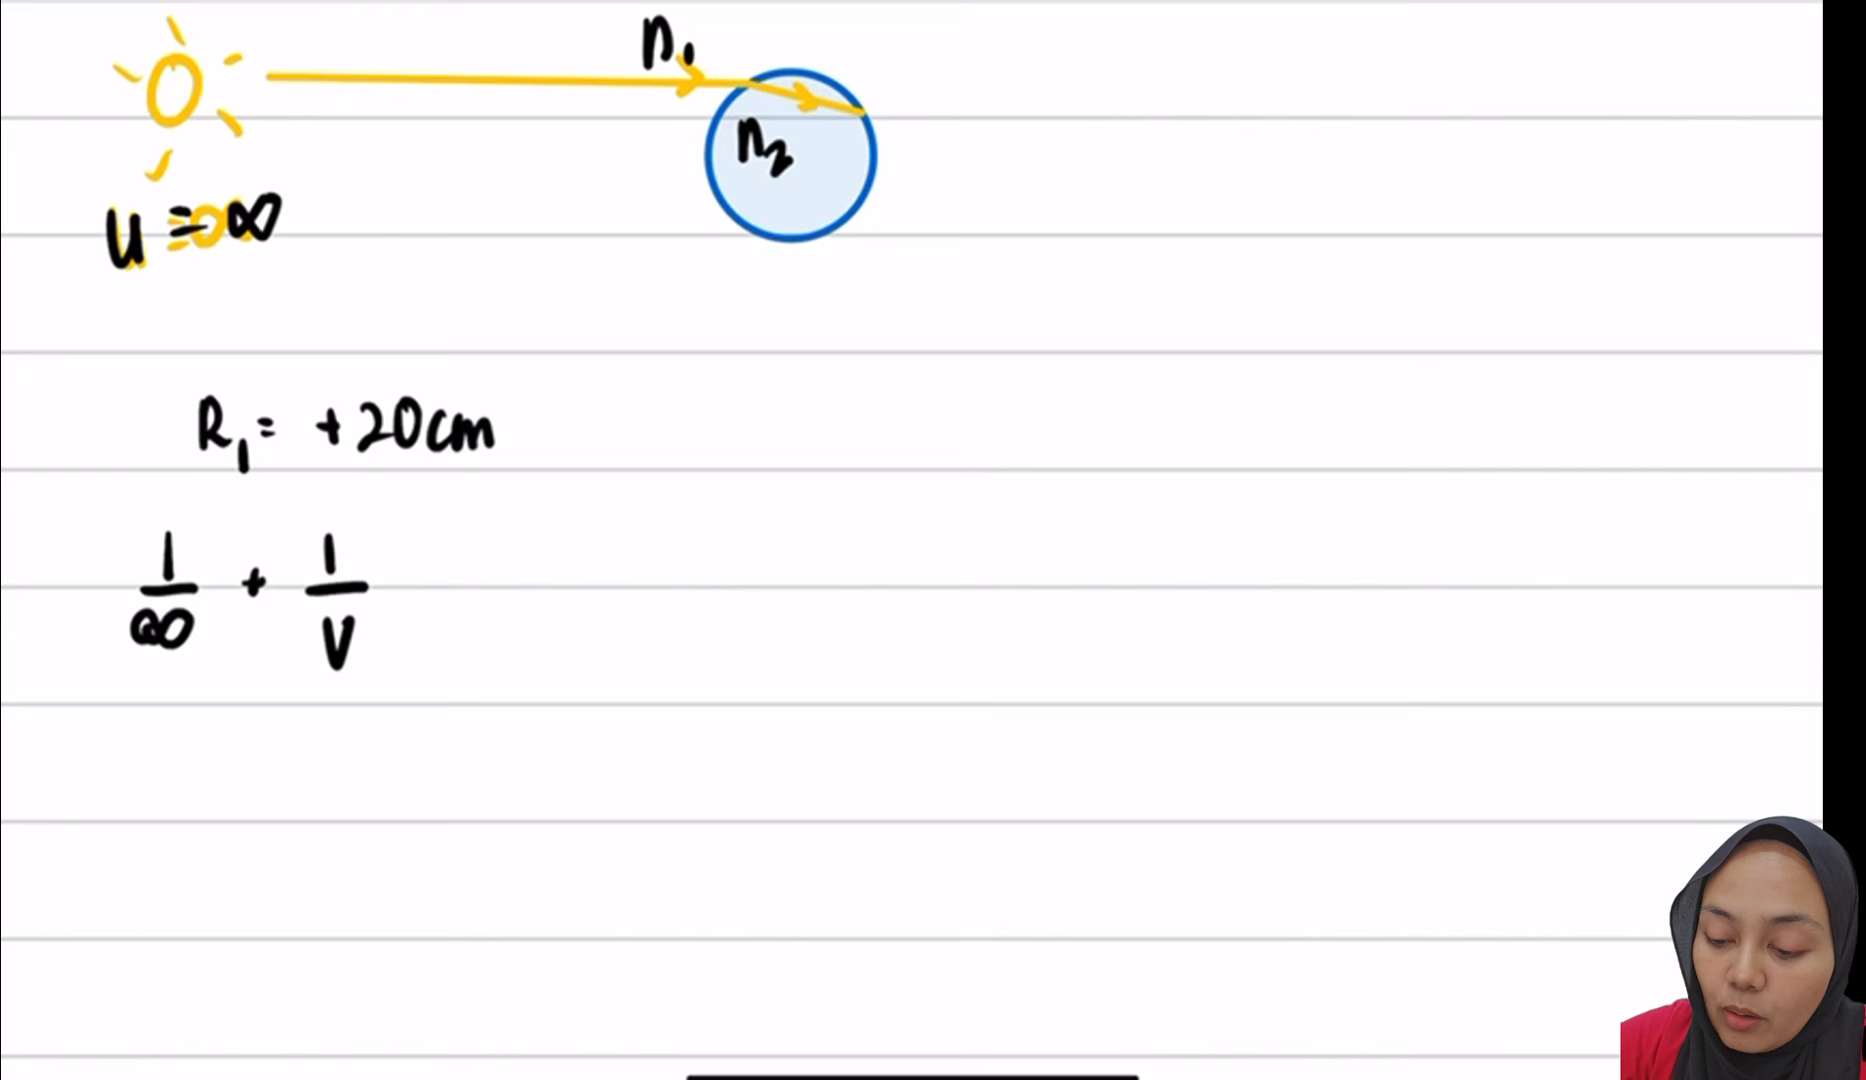 n₁
n₂
u = ∞
R₁ = +20cm
1/∞ + 1/V